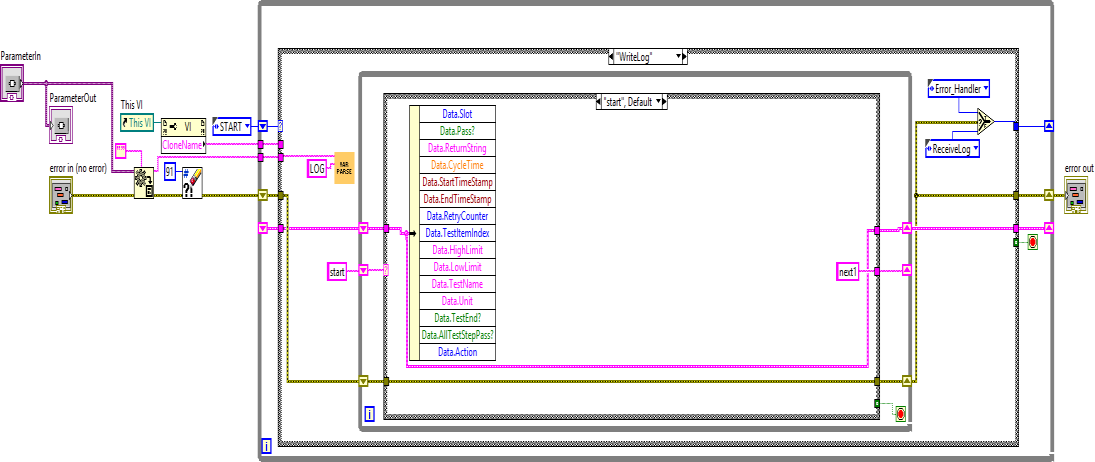 "WriteLog"
ParameterIn
ParameterOut
This VI
This VI
VI
CloneName
START
"start", Default
Error_Handler
ReceiveLog
error in (no error)
91
#
?!
LOG
PARSE
Data.Slot
Data.Pass?
Data.ReturnString
Data.CycleTime
Data.StartTimeStamp
Data.EndTimeStamp
Data.RetryCounter
Data.TestItemIndex
Data.HighLimit
Data.LowLimit
Data.TestName
Data.Unit
Data.TestEnd?
Data.AllTestStepPass?
Data.Action
error out
start
next1
i
i